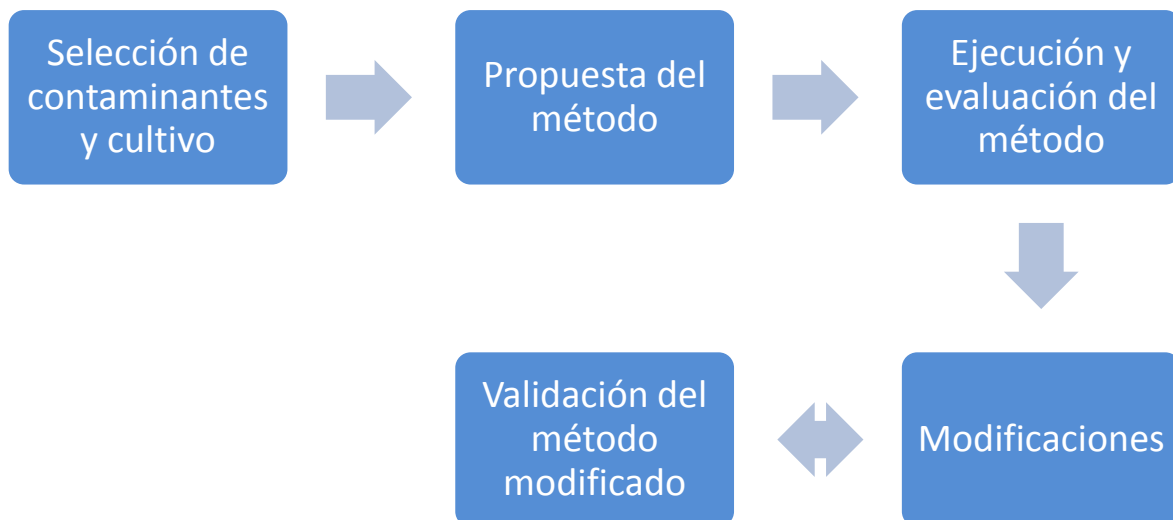 Selección de
contaminantes
y cultivo
Propuesta del
método
Ejecución y
evaluación del
método
Validación del
método
modificado
Modificaciones